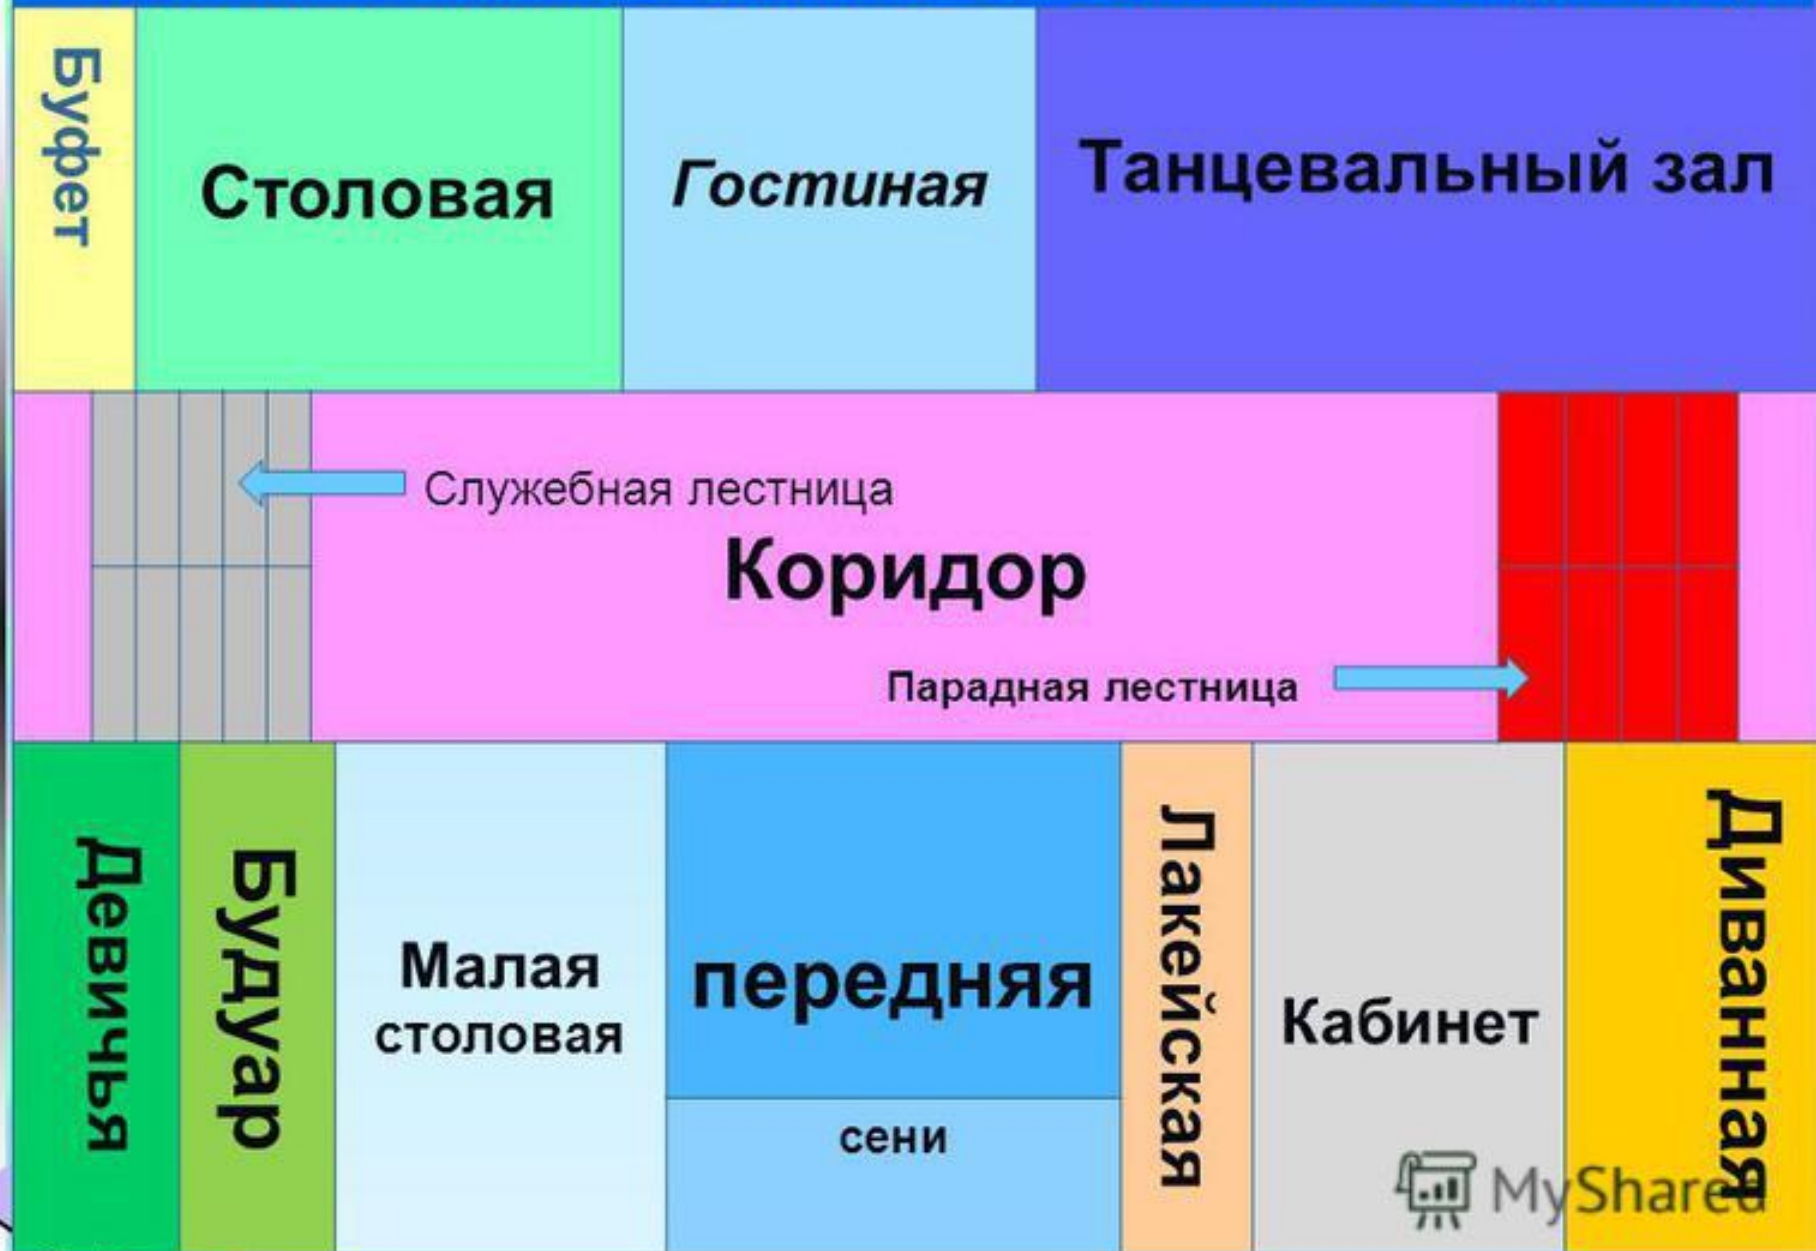 Буфет
Столовая
Гостиная
Танцевальный зал
Служебная лестница
Коридор
Парадная лестница
Девичья
Будуар
Малая
столовая
передняя
сени
Лакейская
Кабинет
Диванная
MyShared